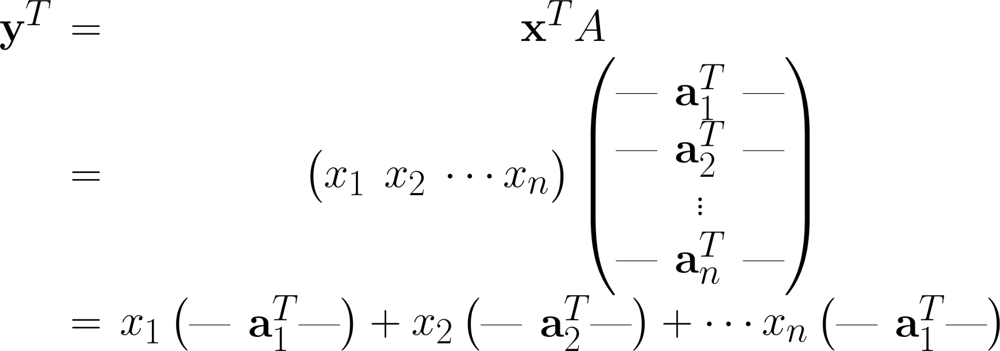 𝐲^T = 𝐱^T A
= (x_1 x_2 ⋯ x_n) (— 𝐚_1^T —
— 𝐚_2^T —
⋮
— 𝐚_n^T —)
= x_1 (— 𝐚_1^T —) + x_2 (— 𝐚_2^T —) + ⋯ x_n (— 𝐚_1^T —)